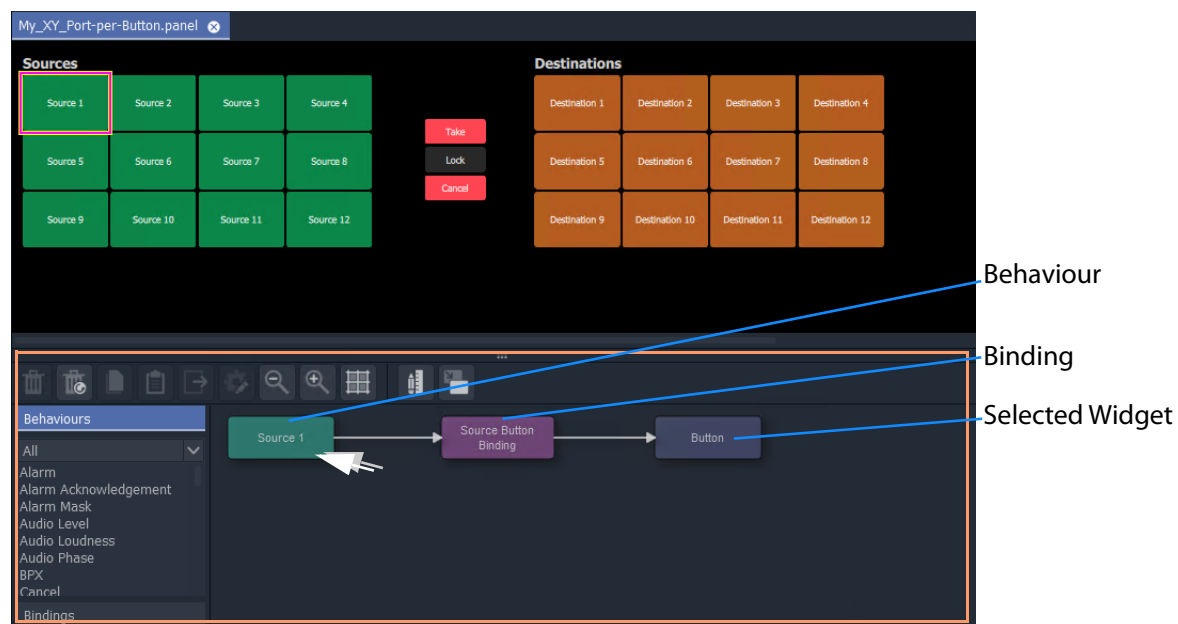 My_XY_Port-per-Button.panel
Sources
Destinations
Source 1
Source 2
Source 3
Source 4
Destination 1
Destination 2
Destination 3
Destination 4
Take
Source 5
Source 6
Source 7
Source 8
Lock
Destination 5
Destination 6
Destination 7
Destination 8
Cancel
Source 9
Source 10
Source 11
Source 12
Destination 9
Destination 10
Destination 11
Destination 12
Behaviour
Binding
Selected Widget
Behaviours
All
Alarm
Alarm Acknowledgement
Alarm Mask
Audio Level
Audio Loudness
Audio Phase
BPX
Cancel
Bindings
Source 1
Source Button
Binding
Button